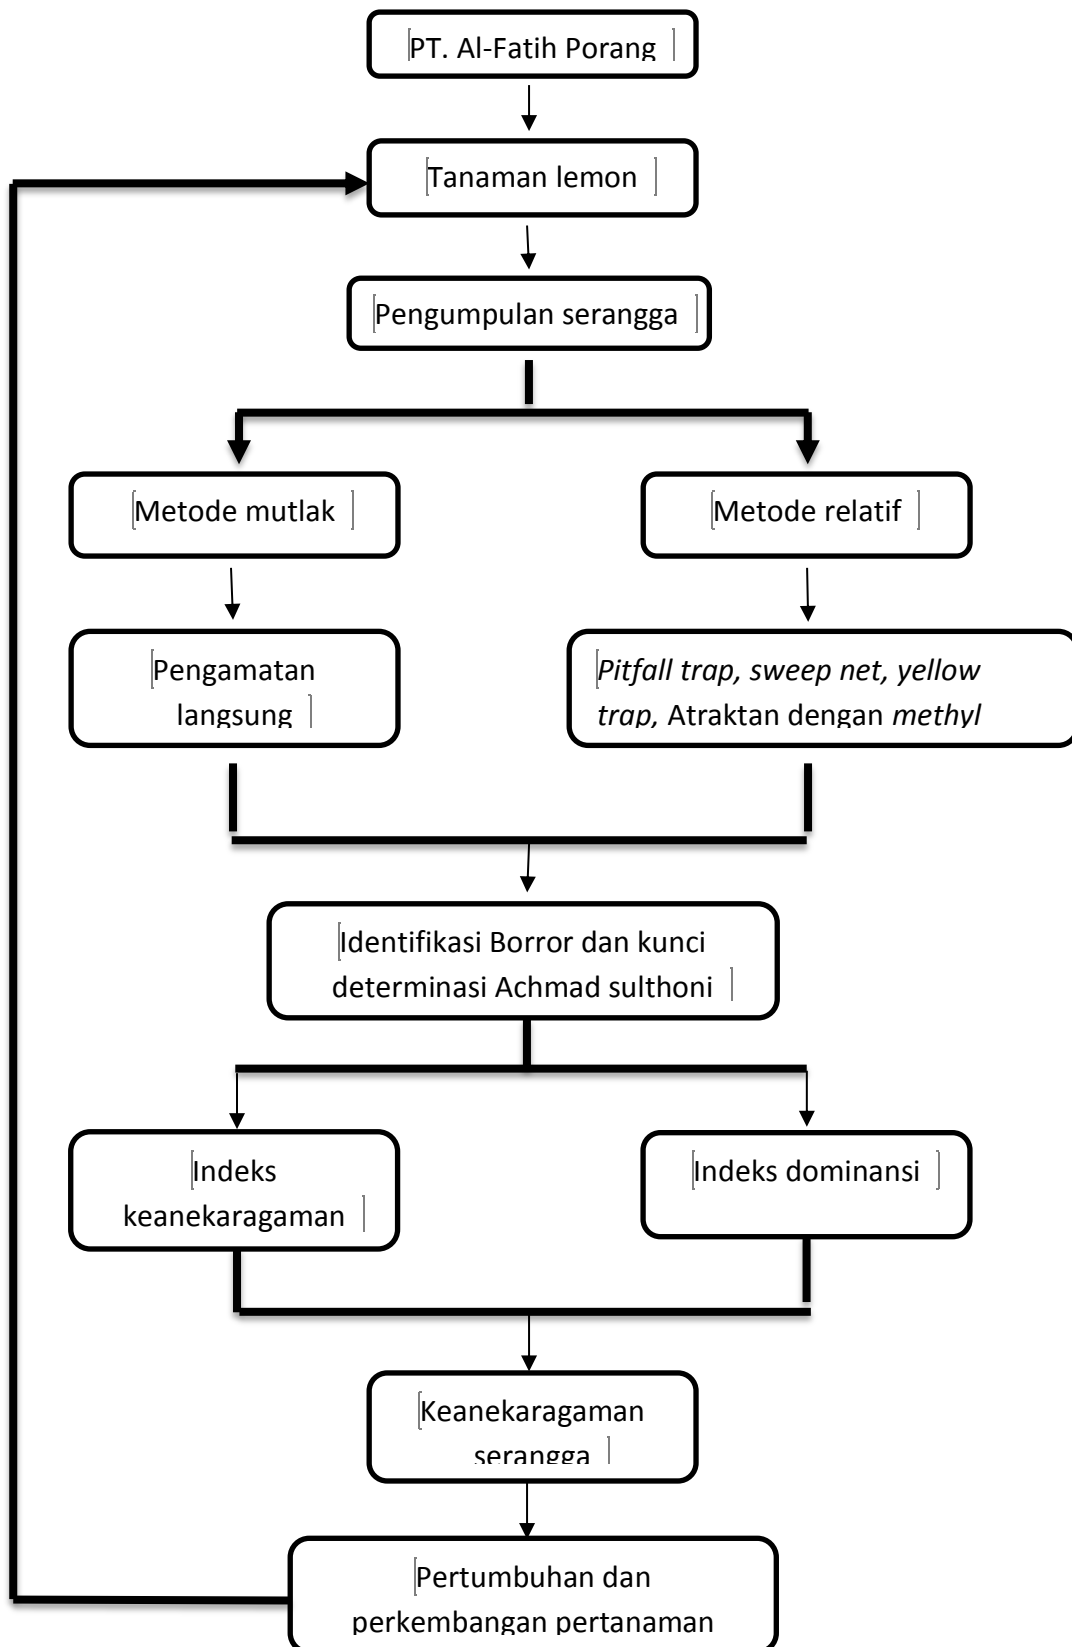 PT. Al-Fatih Porang
Tanaman lemon
Pengumpulan serangga
Metode mutlak
Metode relatif
Pengamatan
langsung
Pitfall trap, sweep net, yellow
trap, Atraktan dengan methyl
Identifikasi Borror dan kunci
determinasi Achmad sulthoni
Indeks
keanekaragaman
Indeks dominansi
Keanekaragaman
serangga
Pertumbuhan dan
perkembangan pertanaman